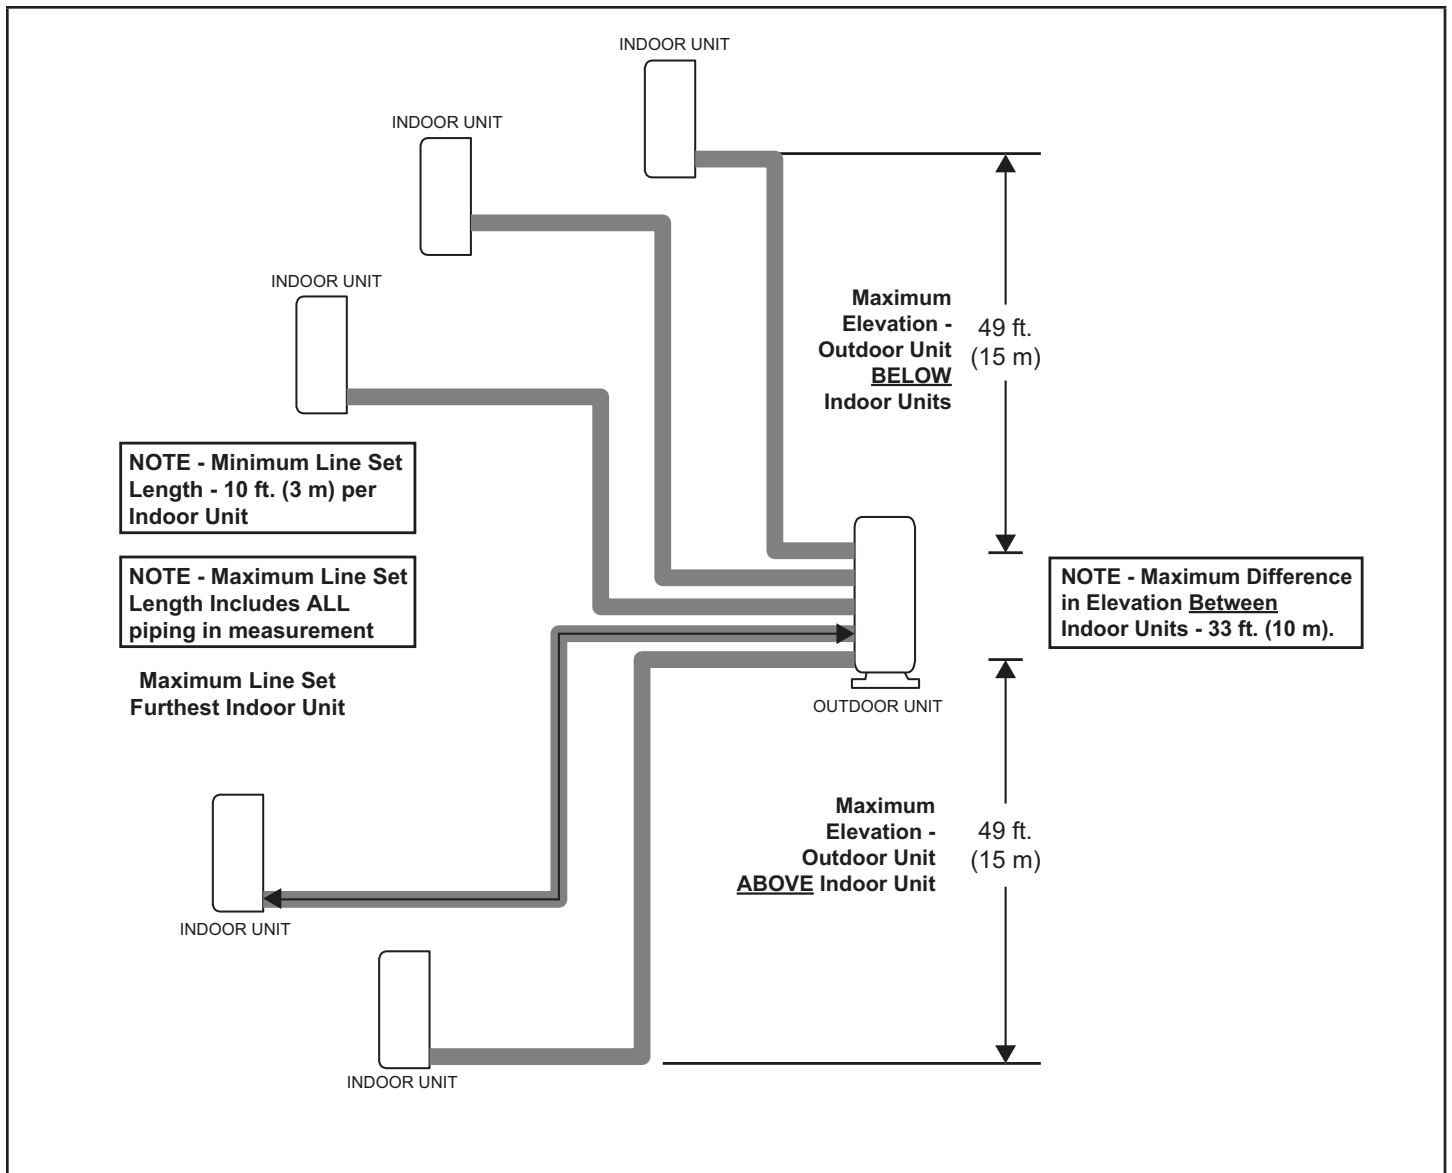 INDOOR UNIT
INDOOR UNIT
INDOOR UNIT
Maximum
Elevation -
Outdoor Unit
BELOW
Indoor Units
49 ft.
(15 m)
NOTE - Minimum Line Set
Length - 10 ft. (3 m) per
Indoor Unit
NOTE - Maximum Line Set
Length Includes ALL
piping in measurement
NOTE - Maximum Difference
in Elevation Between
Indoor Units - 33 ft. (10 m).
Maximum Line Set
Furthest Indoor Unit
OUTDOOR UNIT
Maximum
Elevation -
Outdoor Unit
ABOVE Indoor Unit
49 ft.
(15 m)
INDOOR UNIT
INDOOR UNIT